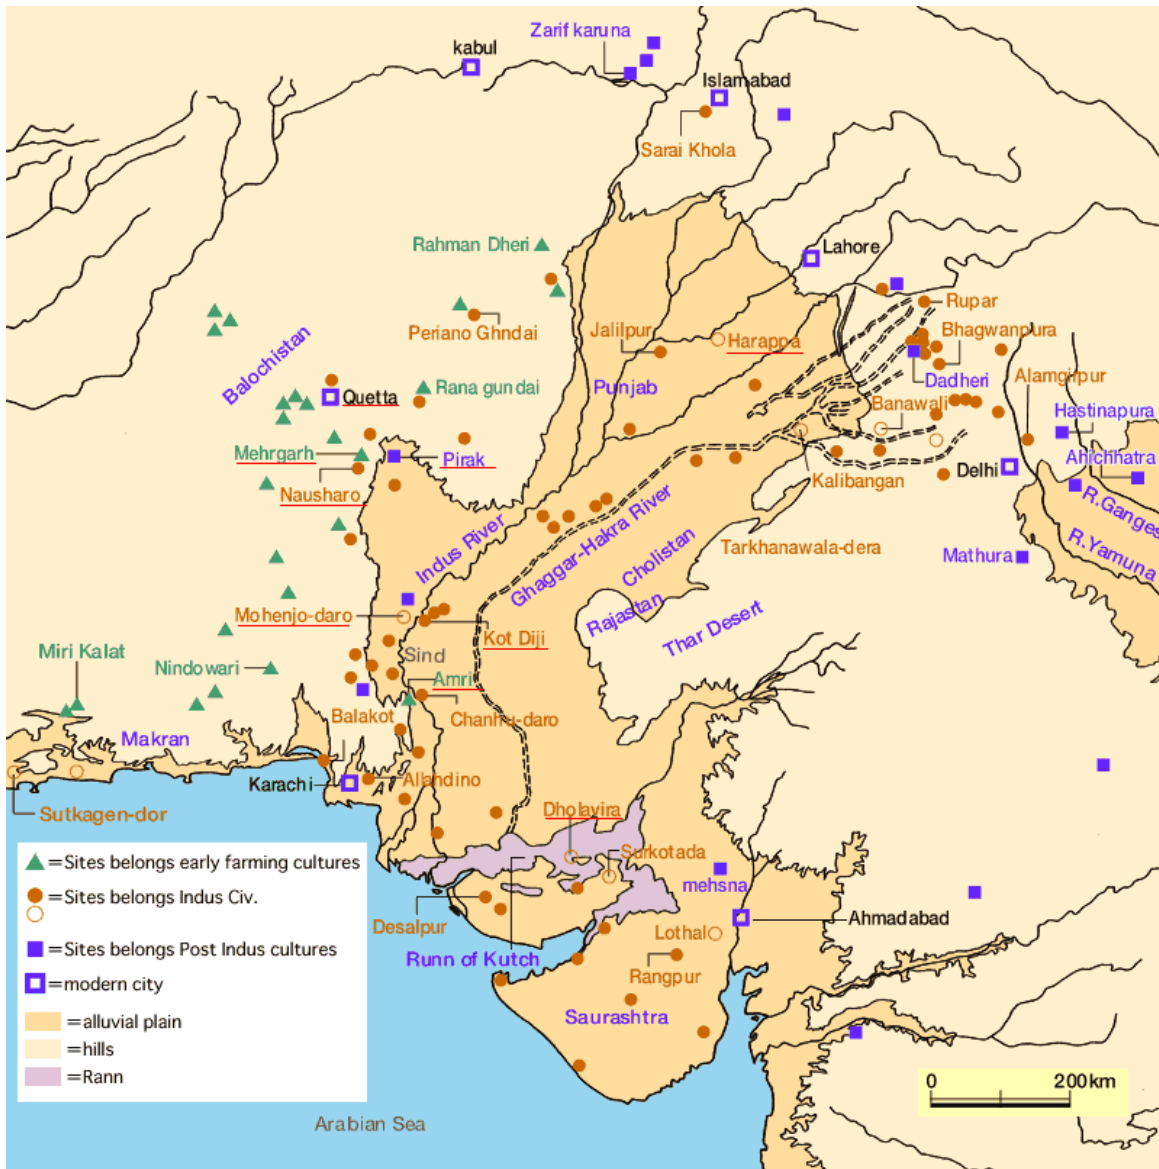 Zarif karuna
kabul
Islamabad
Sarai Khola
Rahman Dheri
Lahore
Periano Ghndai
Jalilpur
Harappa
Rupar
Bhagwanpura
Balochistan
Quetta
Rana gundai
Punjab
Dadheri
Alamgirpur
Banawali
Hastinapura
Mehrgarh
Pirak
Ahichhatra
Nausharo
Kalibangan
Delhi
R.Ganges
Indus River
Ghaggar-Hakra River
Cholistan
Tarkhanawala-dera
R.Yamuna
Mathura
Mohenjo-daro
Rajastan
Thar Desert
Kot Diji
Miri Kalat
Nindowari
Sind
Amri
Balakot
Chanhu-daro
Makran
Karachi
Allahdino
Sutkagen-dor
Dholavira
Surkotada
mehsna
Desalpur
Ahmadabad
Lothal
Runn of Kutch
Rangpur
Saurashtra
=Sites belongs early farming cultures
=Sites belongs Indus Civ.
=Sites belongs Post Indus cultures
=modern city
=alluvial plain
=hills
=Rann
0 200km
Arabian Sea